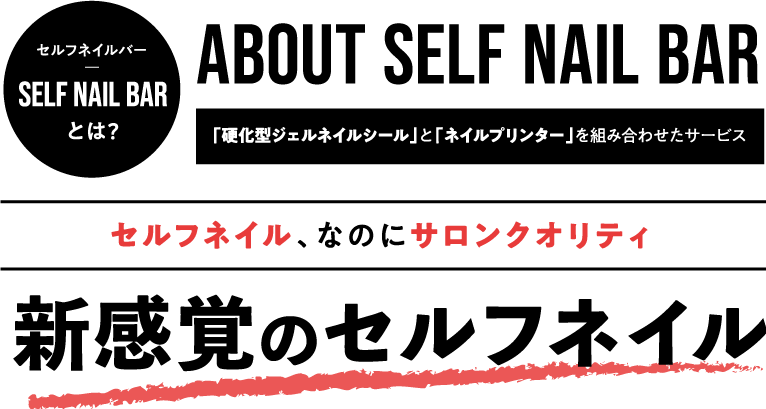 セルフネイルバー
SELF NAIL BAR
とは?
ABOUT SELF NAIL BAR
「硬化型ジェルネイルシール」と「ネイルプリンター」を組み合わせたサービス
セルフネイル、なのにサロンクオリティ
新感覚のセルフネイル